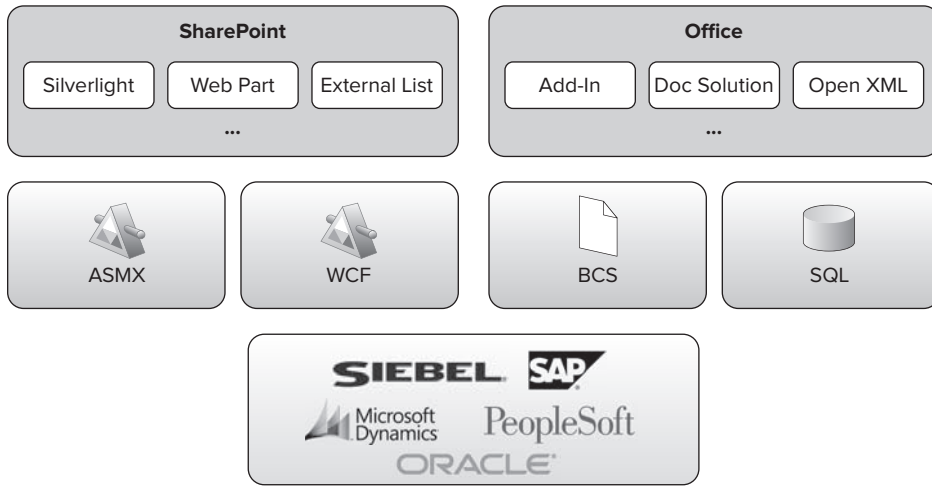 SharePoint
Silverlight Web Part External List
...
Office
Add-In Doc Solution Open XML
...
ASMX WCF BCS SQL
SIEBEL. SAP
Microsoft
Dynamics
PeopleSoft
ORACLE